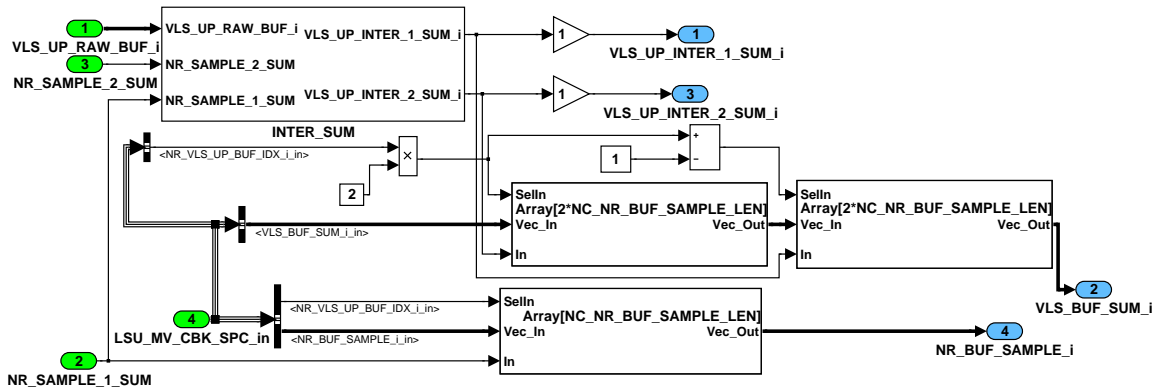 1
VLS_UP_RAW_BUF_i
3
NR_SAMPLE_2_SUM
VLS_UP_RAW_BUF_i
NR_SAMPLE_2_SUM
NR_SAMPLE_1_SUM
VLS_UP_INTER_1_SUM_i
VLS_UP_INTER_2_SUM_i
INTER_SUM
1
1
VLS_UP_INTER_1_SUM_i
1
3
VLS_UP_INTER_2_SUM_i
<NR_VLS_UP_BUF_IDX_i_in>
×
2
1
+
−
SelIn
Array[2*NC_NR_BUF_SAMPLE_LEN]
Vec_In
Vec_Out
In
SelIn
Array[2*NC_NR_BUF_SAMPLE_LEN]
Vec_In
Vec_Out
In
<VLS_BUF_SUM_i_in>
2
VLS_BUF_SUM_i
4
LSU_MV_CBK_SPC_in
<NR_VLS_UP_BUF_IDX_i_in>
<NR_BUF_SAMPLE_i_in>
SelIn
Array[NC_NR_BUF_SAMPLE_LEN]
Vec_In
Vec_Out
In
4
NR_BUF_SAMPLE_i
2
NR_SAMPLE_1_SUM